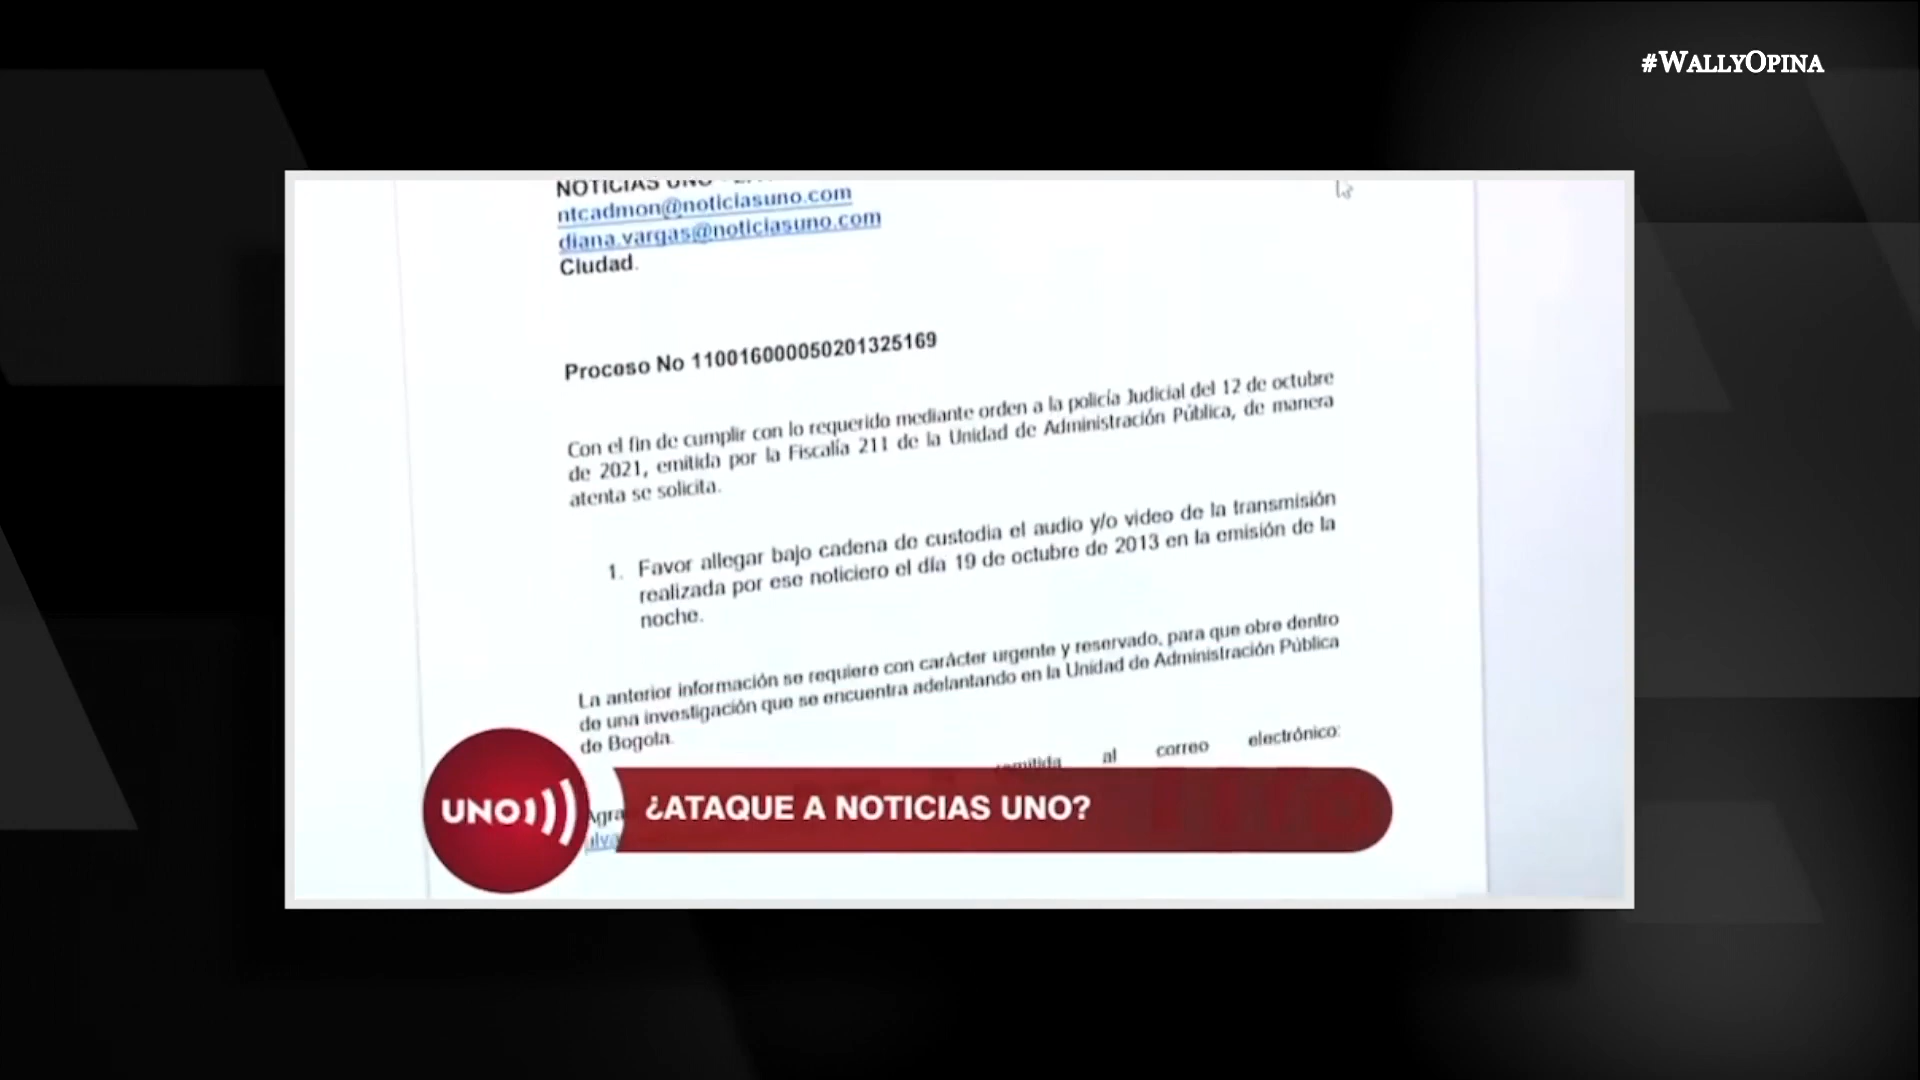 #WALLYOPINA
NOTICIAS UNO
ntcadmon@noticiasuno.com
diana.vargas@noticiasuno.com
Ciudad.
Proceso No 110016000050201325169
Con el fin de cumplir con lo requerido mediante orden a la policía Judicial del 12 de octubre
de 2021, emitida por la Fiscalía 211 de la Unidad de Administración Pública, de manera
atenta se solicita.
1. Favor allegar bajo cadena de custodia el audio y/o video de la transmisión
realizada por ese noticiero el día 19 de octubre de 2013 en la emisión de la
noche.
La anterior información se requiere con carácter urgente y reservado, para que obre dentro
de una investigación que se encuentra adelantando en la Unidad de Administración Pública
de Bogota.
remitida al correo electrónico:
UNO
¿ATAQUE A NOTICIAS UNO?